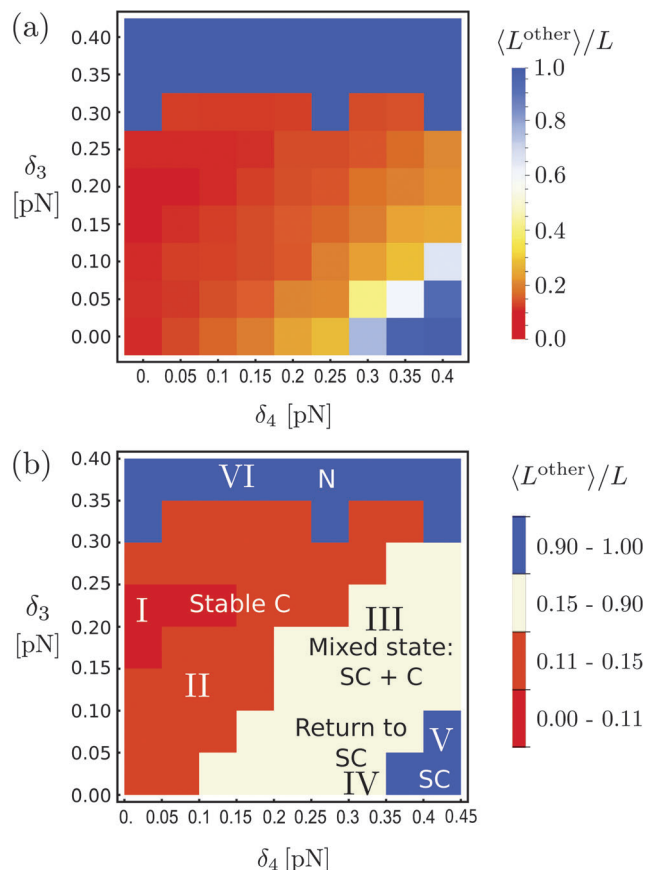 (a)
⟨L^other⟩/L
0.40
0.35
0.30
0.25
0.20
0.15
0.10
0.05
0.00
δ₃
[pN]
0. 0.05 0.1 0.15 0.2 0.25 0.3 0.35 0.4
δ₄ [pN]
1.0
0.8
0.6
0.4
0.2
0.0
(b)
⟨L^other⟩/L
0.40
0.35
0.30
0.25
0.20
0.15
0.10
0.05
0.00
δ₃
[pN]
VI N
I Stable C
III
Mixed state:
SC + C
II
Return to
SC
V
IV SC
0. 0.05 0.1 0.15 0.2 0.25 0.3 0.35 0.4 0.45
δ₄ [pN]
0.90 - 1.00
0.15 - 0.90
0.11 - 0.15
0.00 - 0.11